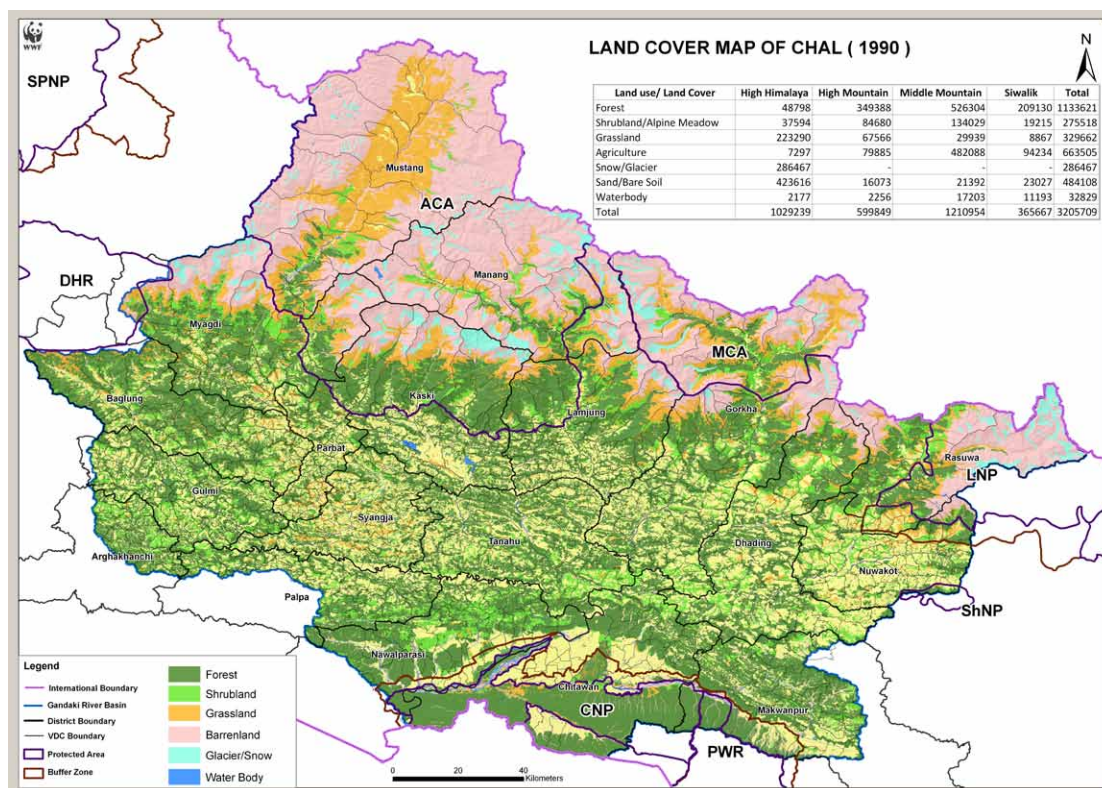 WWF
LAND COVER MAP OF CHAL ( 1990 )
N
Land use/ Land Cover High Himalaya High Mountain Middle Mountain Siwalik Total
Forest 48798 349388 526304 209130 1133621
Shrubland/Alpine Meadow 37594 84680 134029 19215 275518
Grassland 223290 67566 29939 8867 329662
Agriculture 7297 79885 482088 94234 663505
Snow/Glacier 286467 - - - 286467
Sand/Bare Soil 423616 16073 21392 23027 484108
Waterbody 2177 2256 17203 11193 32829
Total 1029239 599849 1210954 365667 3205709
SPNP
Mustang
ACA
DHR
Manang
Myagdi
MCA
Baglung
Kaski
Lamjung
Gorkha
Parbat
Rasuwa
LNP
Gulmi
Syangja
Tanahu
Dhading
Arghakhanchi
Nuwakot
Palpa
ShNP
Nawalparasi
Chitawan
CNP
Makwanpur
PWR
Legend
International Boundary
Gandaki River Basin
District Boundary
VDC Boundary
Protected Area
Buffer Zone
Forest
Shrubland
Grassland
Barrenland
Glacier/Snow
Water Body
0 20 40
Kilometers